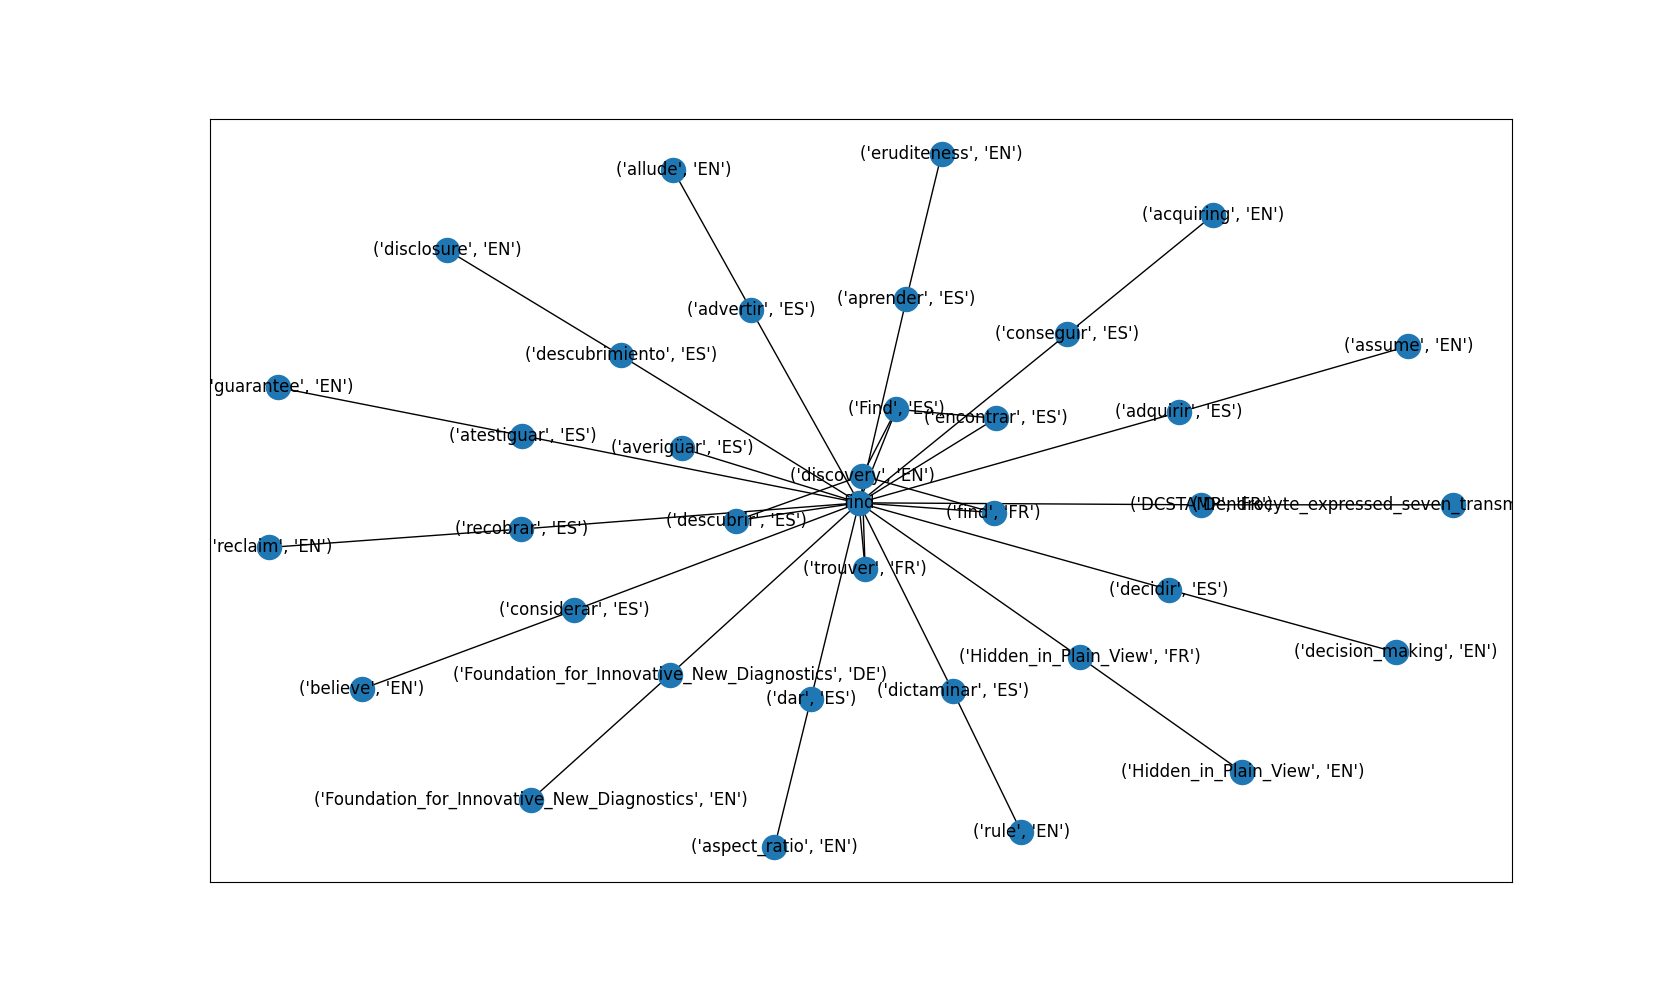 ('eruditeness', 'EN')
('allude', 'EN')
('acquiring', 'EN')
('disclosure', 'EN')
('aprender', 'ES')
('advertir', 'ES')
('conseguir', 'ES')
('assume', 'EN')
('descubrimiento', 'ES')
'guarantee', 'EN')
('Find', 'ES')
('encontrar', 'ES')
('adquirir', 'ES')
('atestiguar', 'ES')
('averigüar', 'ES')
('discovery', 'EN')
find
('DCSTAMP', 'FR')
('Dendrocyte_expressed_seven_transm
('find', 'FR')
('descubrir', 'ES')
('recobrar', 'ES')
'reclaim', 'EN')
('trouver', 'FR')
('decidir', 'ES')
('considerar', 'ES')
('decision_making', 'EN')
('Hidden_in_Plain_View', 'FR')
('Foundation_for_Innovative_New_Diagnostics', 'DE')
('believe', 'EN')
('dictaminar', 'ES')
('dar', 'ES')
('Hidden_in_Plain_View', 'EN')
('Foundation_for_Innovative_New_Diagnostics', 'EN')
('rule', 'EN')
('aspect_ratio', 'EN')